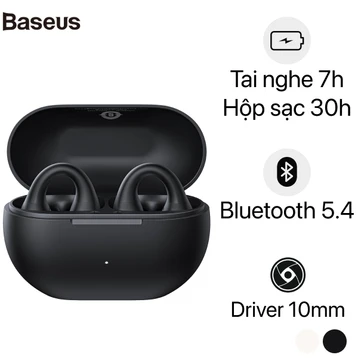 Baseus
Tai nghe 7h
Hộp sạc 30h
Bluetooth 5.4
Driver 10mm